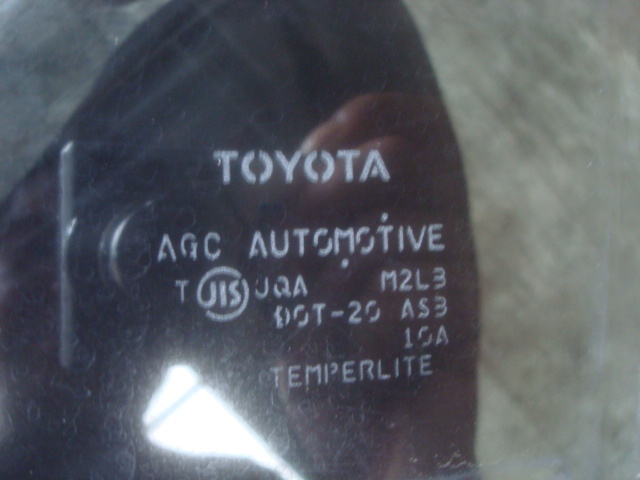 TOYOTA
AGC AUTOMOTIVE
T JIS JQA M2L3
DOT-20 AS3
10A
TEMPERLITE